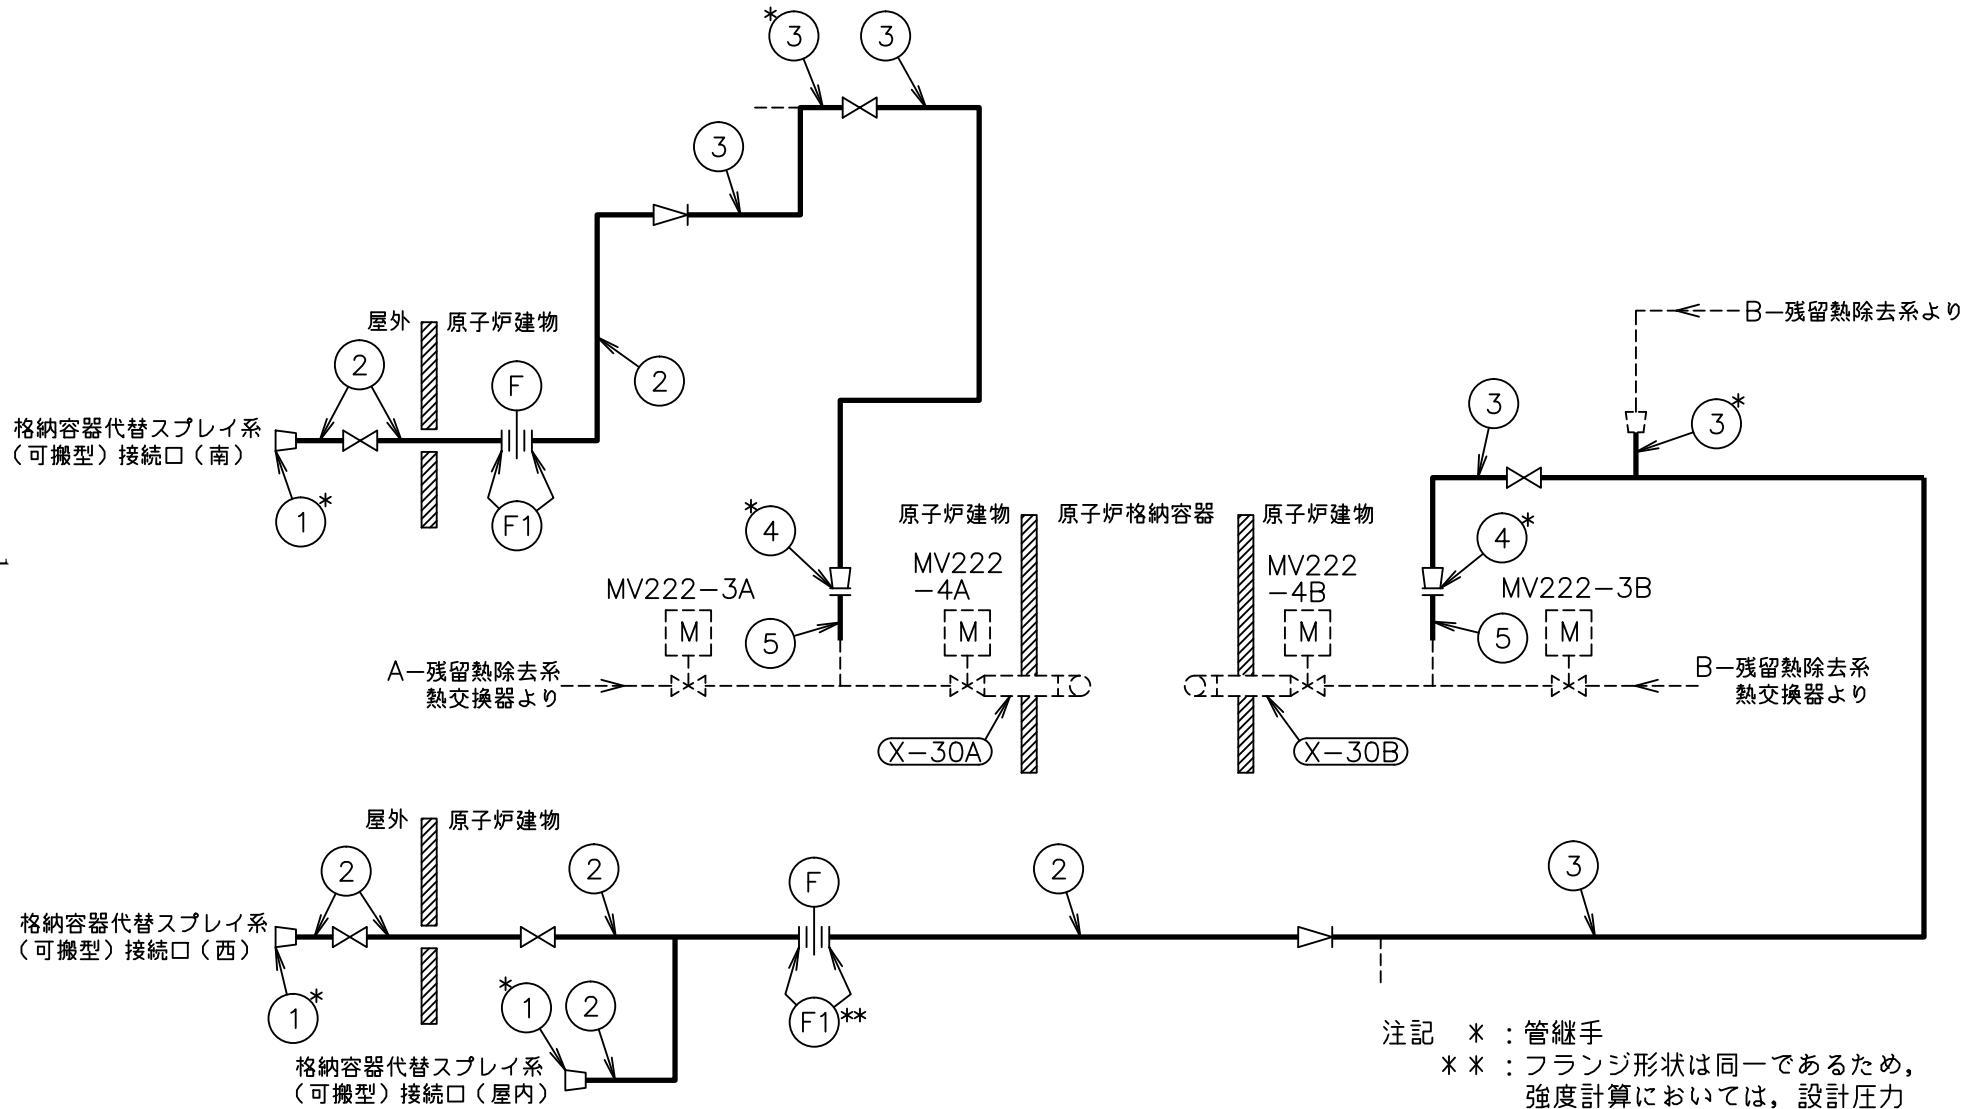 *
3
3
3
B−残留熱除去系より
屋外
原子炉建物
2
F
2
3
3
*
格納容器代替スプレイ系
(可搬型)接続口(南)
1
*
F1
*
4
原子炉建物
原子炉格納容器
原子炉建物
4
*
MV222−3A
MV222
−4A
MV222
−4B
MV222−3B
M
M
M
M
5
5
A−残留熱除去系
熱交換器より
B−残留熱除去系
熱交換器より
X−30A
X−30B
屋外
原子炉建物
2
2
F
2
3
格納容器代替スプレイ系
(可搬型)接続口(西)
1
*
*
1
2
F1
**
格納容器代替スプレイ系
(可搬型)接続口(屋内)
注記 * :管継手
** :フランジ形状は同一であるため,
強度計算においては,設計圧力